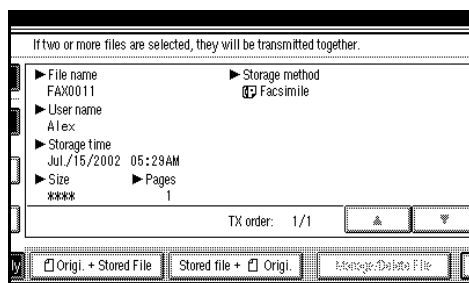 If two or more files are selected, they will be transmitted together.
►File name ►Storage method
FAX0011 Facsimile
►User name
Alex
►Storage time
Jul./15/2002 05:29AM
►Size ►Pages
**** 1
TX order: 1/1 ▲ ▼
ly Origi. + Stored File Stored file + Origi. Manage/Delete File